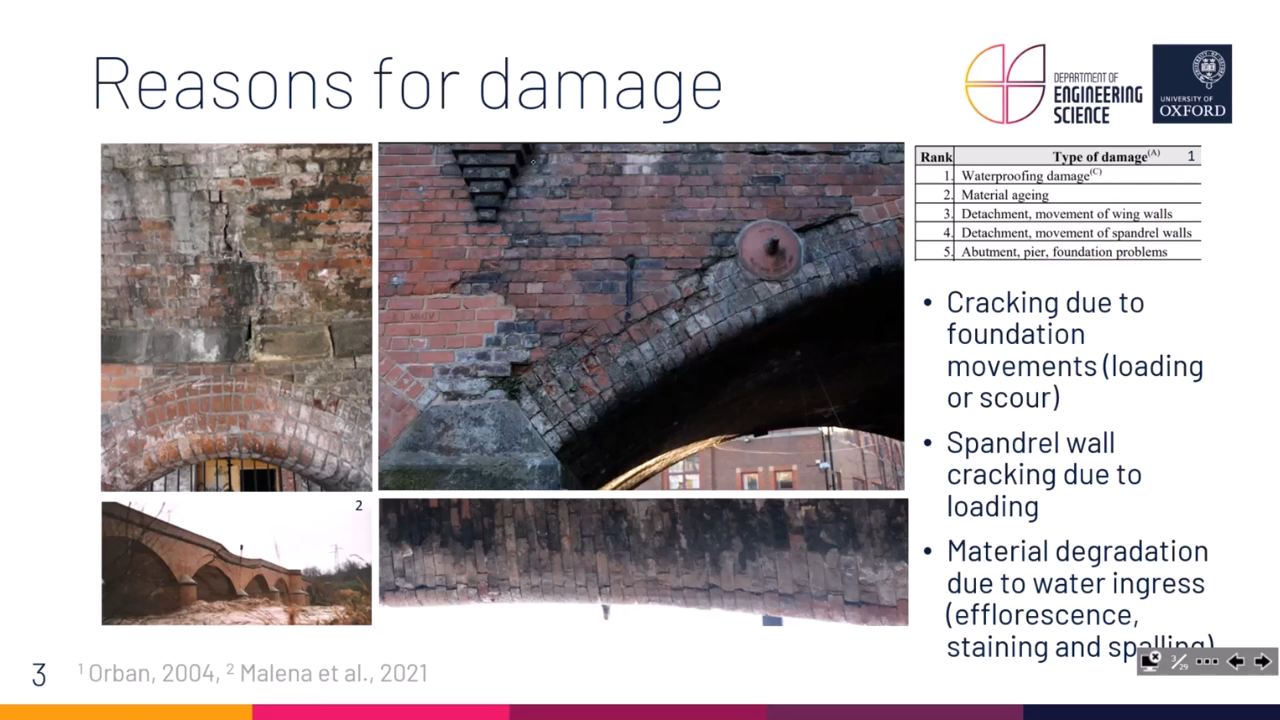 Reasons for damage
DEPARTMENT OF
ENGINEERING
SCIENCE
UNIVERSITY OF
OXFORD
Rank Type of damage(A) 1
1. Waterproofing damage(C)
2. Material ageing
3. Detachment, movement of wing walls
4. Detachment, movement of spandrel walls
5. Abutment, pier, foundation problems
• Cracking due to
foundation
movements (loading
or scour)
• Spandrel wall
cracking due to
loading
• Material degradation
due to water ingress
(efflorescence,
staining and spalling)
2
3
1 Orban, 2004, 2 Malena et al., 2021
3/29